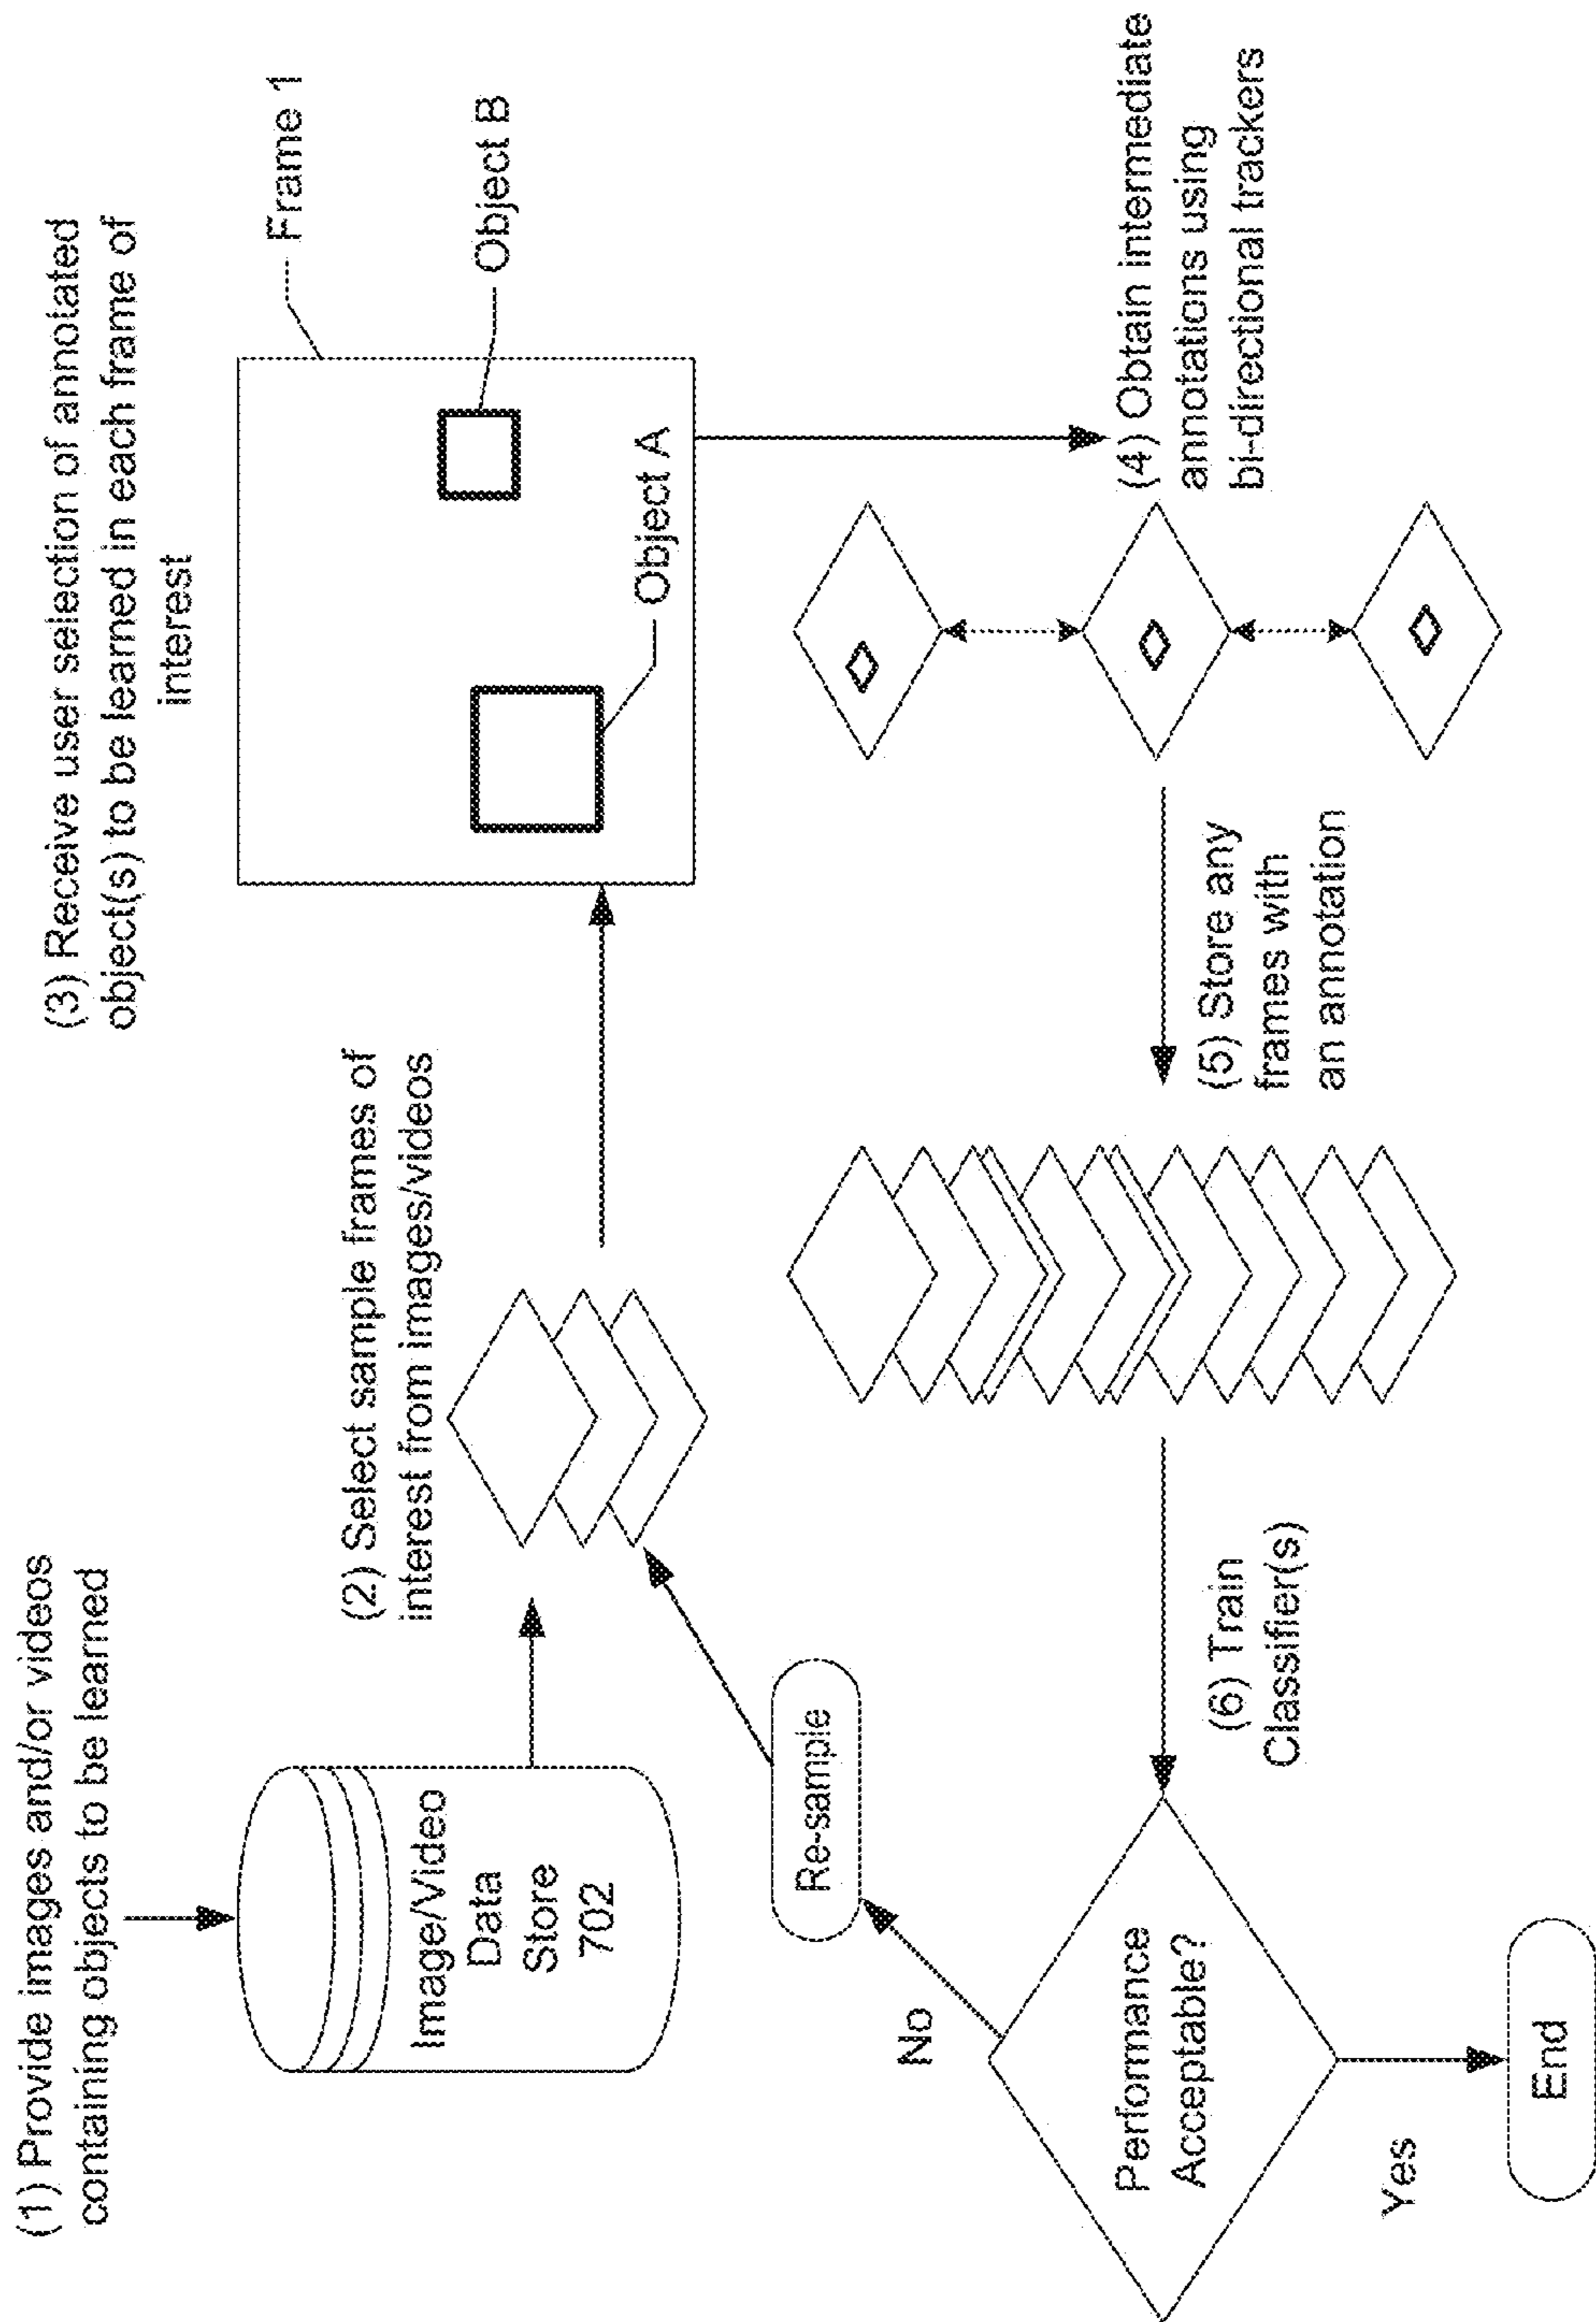 (1) Provide images and/or videos
containing objects to be learned
Image/Video
Data
Store
702
(2) Select sample frames of
interest from images/videos
(3) Receive user selection of annotated
object(s) to be learned in each frame of
interest
Frame 1
Object B
Object A
(4) Obtain intermediate
annotations using
bi-directional trackers
(5) Store any
frames with
an annotation
(6) Train
Classifier(s)
Performance
Acceptable?
No
Re-sample
Yes
End